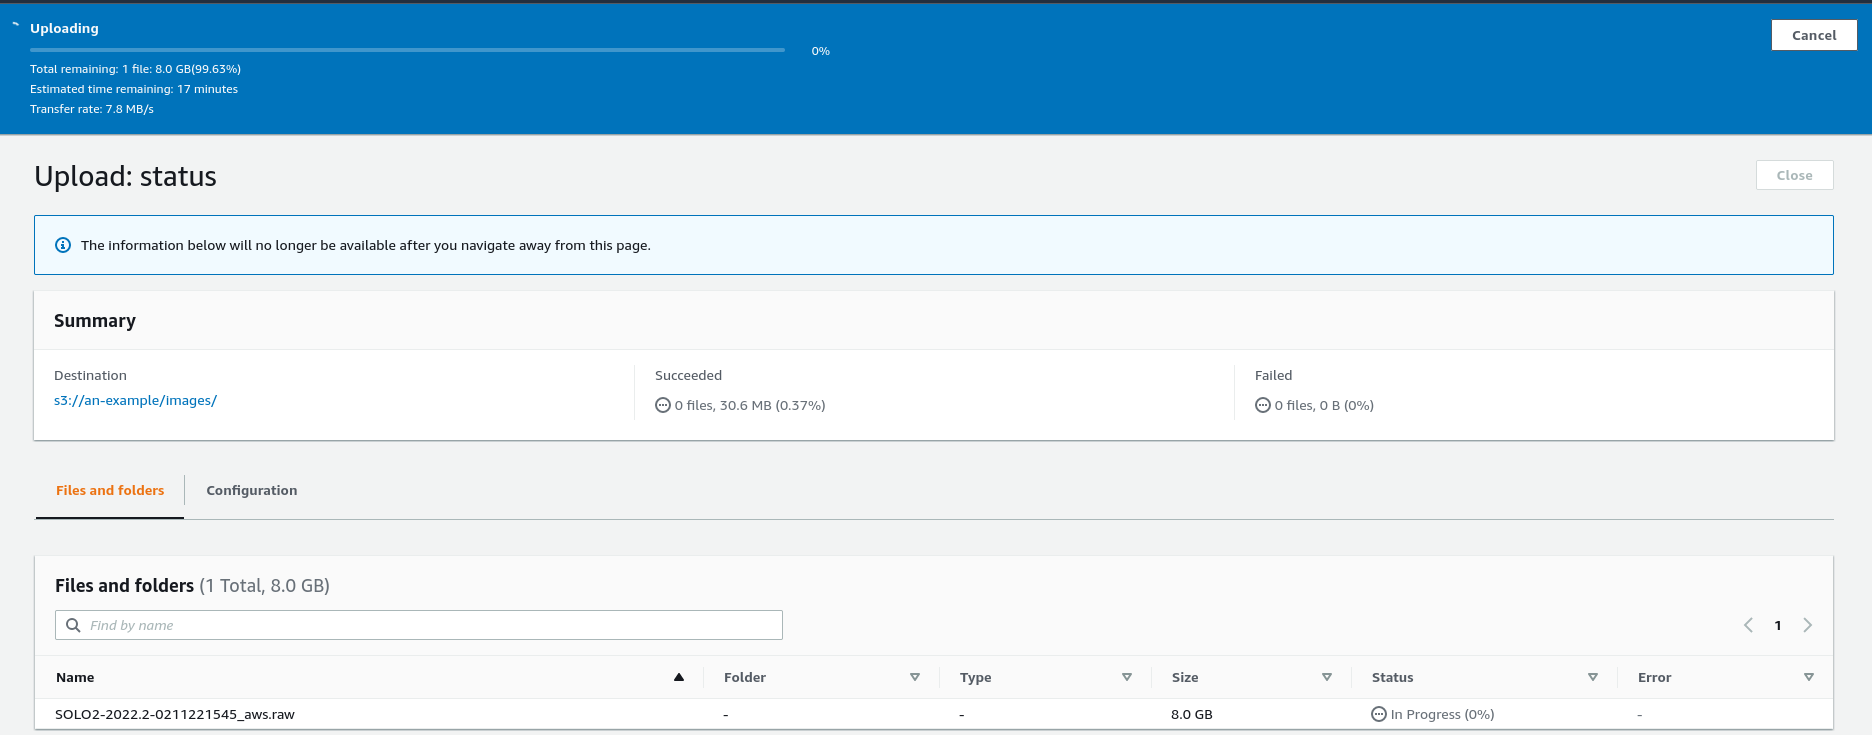 Uploading
Cancel
0%
Total remaining: 1 file: 8.0 GB(99.63%)
Estimated time remaining: 17 minutes
Transfer rate: 7.8 MB/s
Upload: status
Close
The information below will no longer be available after you navigate away from this page.
Summary
Destination
s3://an-example/images/
Succeeded
0 files, 30.6 MB (0.37%)
Failed
0 files, 0 B (0%)
Files and folders
Configuration
Files and folders (1 Total, 8.0 GB)
Find by name
1
Name Folder Type Size Status Error
SOLO2-2022.2-0211221545_aws.raw - - 8.0 GB In Progress (0%) -